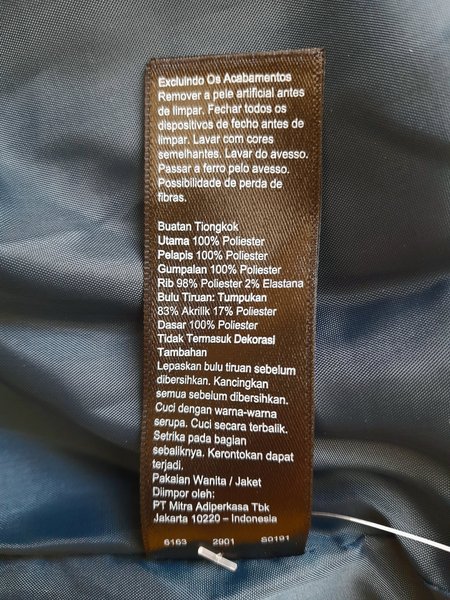 Excluindo Os Acabamentos
Remover a pele artificial antes
de limpar. Fechar todos os
dispositivos de fecho antes de
limpar. Lavar com cores
semelhantes. Lavar do avesso.
Passar a ferro pelo avesso.
Possibilidade de perda de
fibras.
Buatan Tiongkok
Utama 100% Poliester
Pelapis 100% Poliester
Gumpalan 100% Poliester
Rib 98% Poliester 2% Elastana
Bulu Tiruan: Tumpukan
83% Akrilik 17% Poliester
Dasar 100% Poliester
Tidak Termasuk Dekorasi
Tambahan
Lepaskan bulu tiruan sebelum
dibersihkan. Kancingkan
semua sebelum dibersihkan.
Cuci dengan warna-warna
serupa. Cuci secara terbalik.
Setrika pada bagian
sebaliknya. Kerontokan dapat
terjadi.
Pakaian Wanita / Jaket
Diimpor oleh:
PT Mitra Adiperkasa Tbk
Jakarta 10220 – Indonesia
6163 2901 S0191